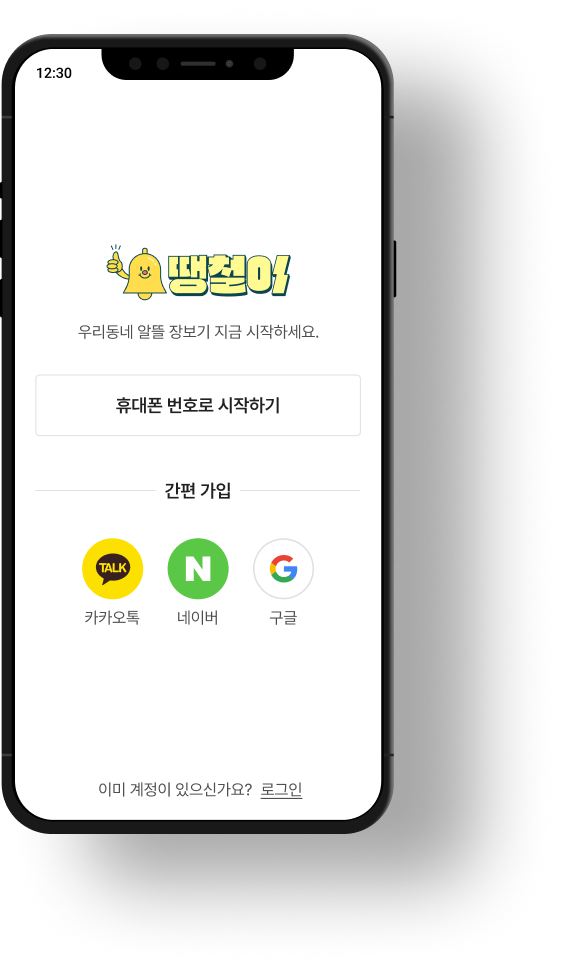 12:30
땡철어
우리동네 알뜰 장보기 지금 시작하세요.
휴대폰 번호로 시작하기
간편 가입
TALK
N
G
카카오톡
네이버
구글
이미 계정이 있으신가요? 로그인